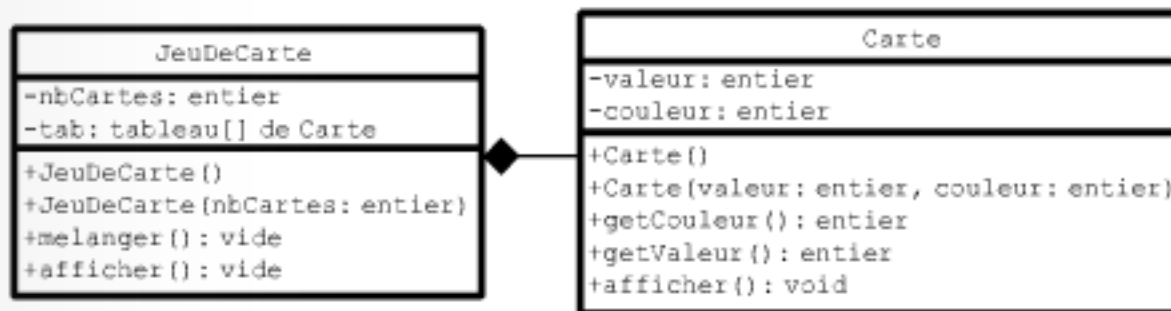 JeuDeCarte
-nbCartes: entier
-tab: tableau[] de Carte
+JeuDeCarte()
+JeuDeCarte(nbCartes: entier)
+melanger(): vide
+afficher(): vide
Carte
-valeur: entier
-couleur: entier
+Carte()
+Carte(valeur: entier, couleur: entier)
+getCouleur(): entier
+getValeur(): entier
+afficher(): void